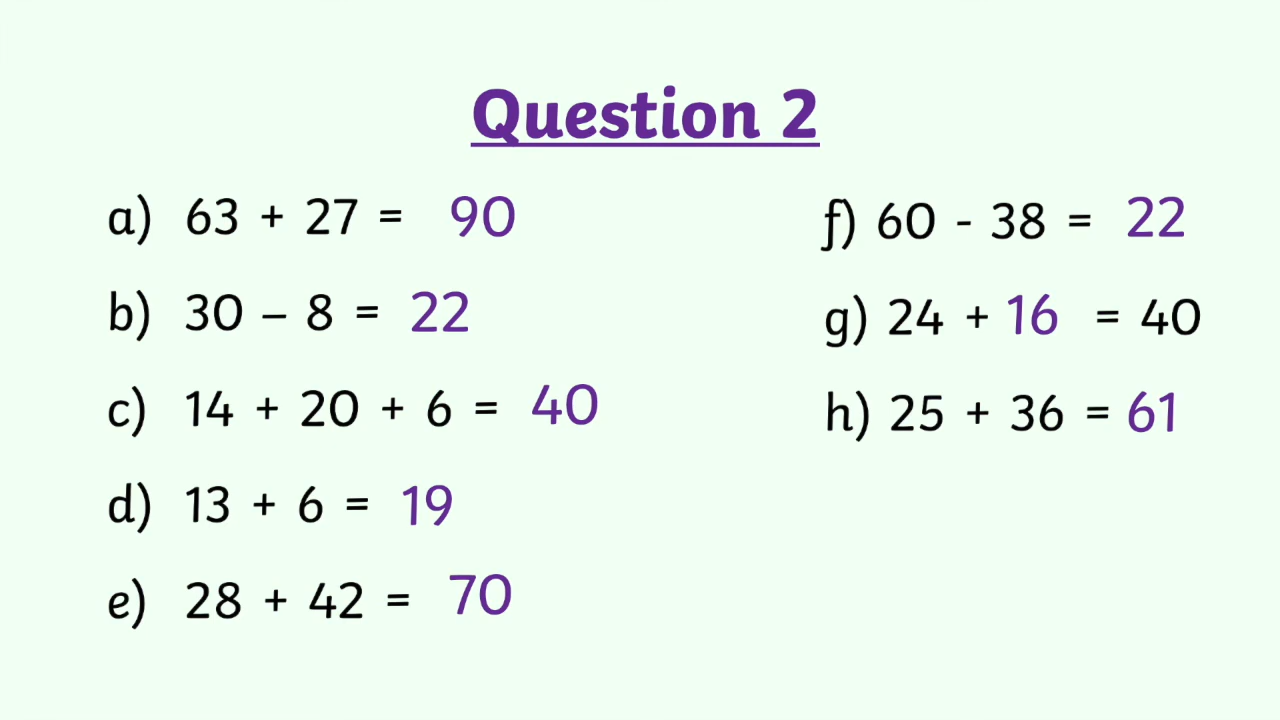 Question 2
a) 63 + 27 = 90
b) 30 – 8 = 22
c) 14 + 20 + 6 = 40
d) 13 + 6 = 19
e) 28 + 42 = 70
f) 60 - 38 = 22
g) 24 + 16 = 40
h) 25 + 36 = 61